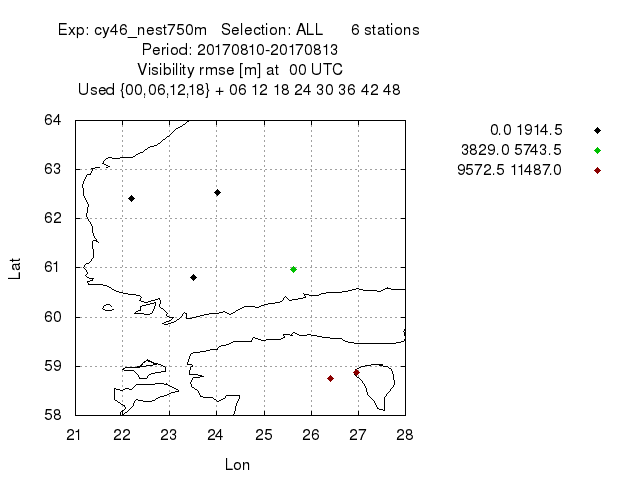 Exp: cy46_nest750m Selection: ALL 6 stations
Period: 20170810-20170813
Visibility rmse [m] at 00 UTC
Used {00,06,12,18} + 06 12 18 24 30 36 42 48
0.0 1914.5
3829.0 5743.5
9572.5 11487.0
64
63
62
61
60
59
58
Lat
21 22 23 24 25 26 27 28
Lon